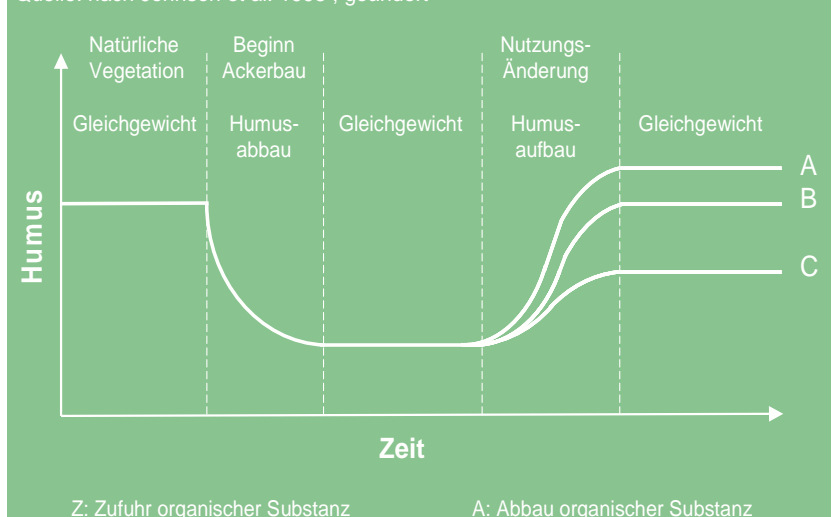 Natürliche
Vegetation
Beginn
Ackerbau
Nutzungs-
Änderung
Gleichgewicht
Humus-
abbau
Gleichgewicht
Humus-
aufbau
Gleichgewicht
A
B
C
Humus
Zeit
Z: Zufuhr organischer Substanz
A: Abbau organischer Substanz